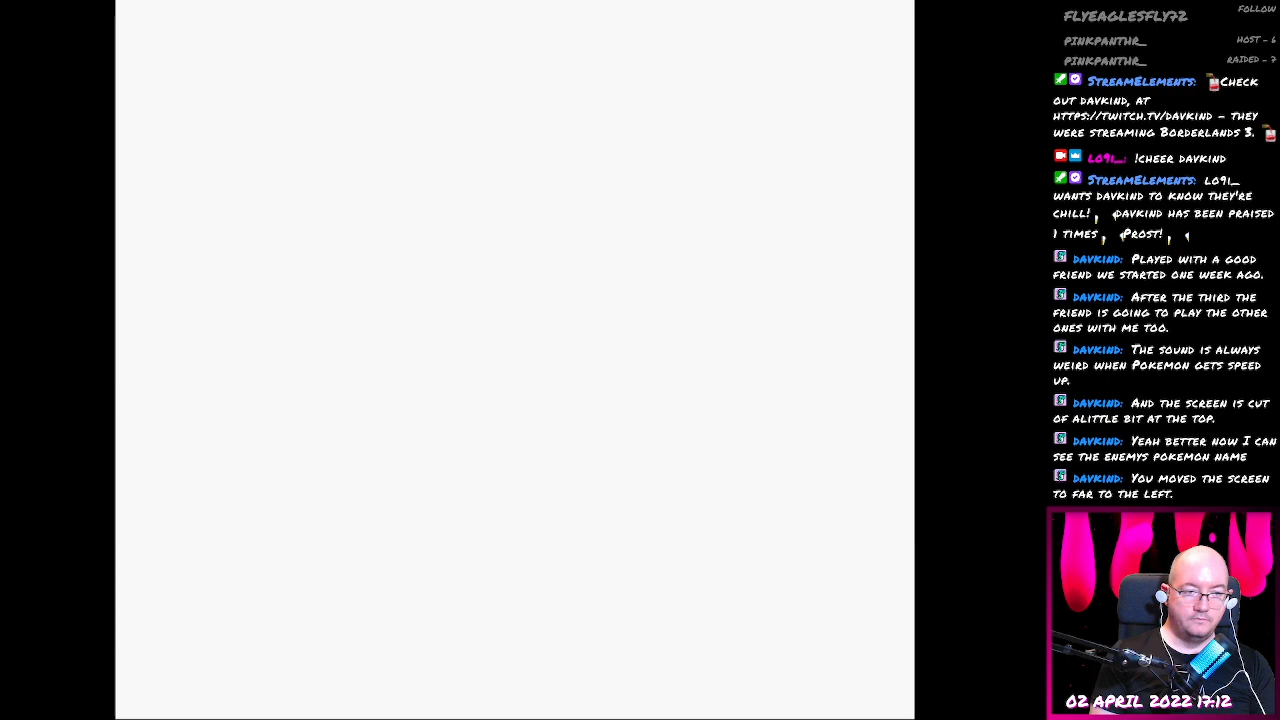 FLYEAGLESFLY72 FOLLOW
PINKPANTHR_ HOST - 6
PINKPANTHR_ RAIDED - 7
STREAMELEMENTS: CHECK
OUT DAVKIND, AT
HTTPS://TWITCH.TV/DAVKIND - THEY
WERE STREAMING BORDERLANDS 3.
LO9I_: !CHEER DAVKIND
STREAMELEMENTS: LO9I_
WANTS DAVKIND TO KNOW THEY'RE
CHILL! DAVKIND HAS BEEN PRAISED
1 TIMES PROST!
DAVKIND: PLAYED WITH A GOOD
FRIEND WE STARTED ONE WEEK AGO.
DAVKIND: AFTER THE THIRD THE
FRIEND IS GOING TO PLAY THE OTHER
ONES WITH ME TOO.
DAVKIND: THE SOUND IS ALWAYS
WEIRD WHEN POKEMON GETS SPEED
UP.
DAVKIND: AND THE SCREEN IS CUT
OF ALITTLE BIT AT THE TOP.
DAVKIND: YEAH BETTER NOW I CAN
SEE THE ENEMYS POKEMON NAME
DAVKIND: YOU MOVED THE SCREEN
TO FAR TO THE LEFT.
02 APRIL 2022 17:12